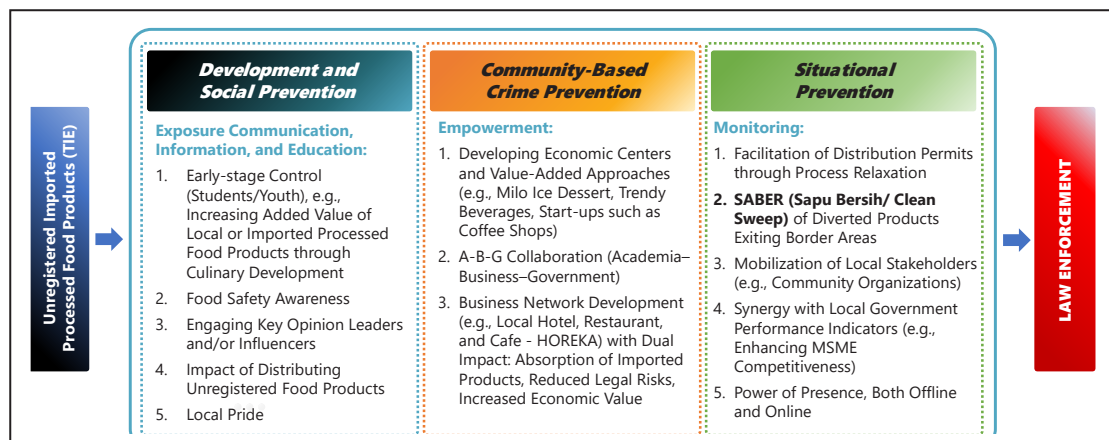 Unregistered Imported
Processed Food Products (TIE)
Development and
Social Prevention
Exposure Communication,
Information, and Education:
1. Early-stage Control
(Students/Youth), e.g.,
Increasing Added Value of
Local or Imported Processed
Food Products through
Culinary Development
2. Food Safety Awareness
3. Engaging Key Opinion Leaders
and/or Influencers
4. Impact of Distributing
Unregistered Food Products
5. Local Pride
Community-Based
Crime Prevention
Empowerment:
1. Developing Economic Centers
and Value-Added Approaches
(e.g., Milo Ice Dessert, Trendy
Beverages, Start-ups such as
Coffee Shops)
2. A-B-G Collaboration (Academia–
Business–Government)
3. Business Network Development
(e.g., Local Hotel, Restaurant,
and Cafe - HOREKA) with Dual
Impact: Absorption of Imported
Products, Reduced Legal Risks,
Increased Economic Value
Situational
Prevention
Monitoring:
1. Facilitation of Distribution Permits
through Process Relaxation
2. SABER (Sapu Bersih/ Clean
Sweep) of Diverted Products
Exiting Border Areas
3. Mobilization of Local Stakeholders
(e.g., Community Organizations)
4. Synergy with Local Government
Performance Indicators (e.g.,
Enhancing MSME
Competitiveness)
5. Power of Presence, Both Offline
and Online
LAW ENFORCEMENT